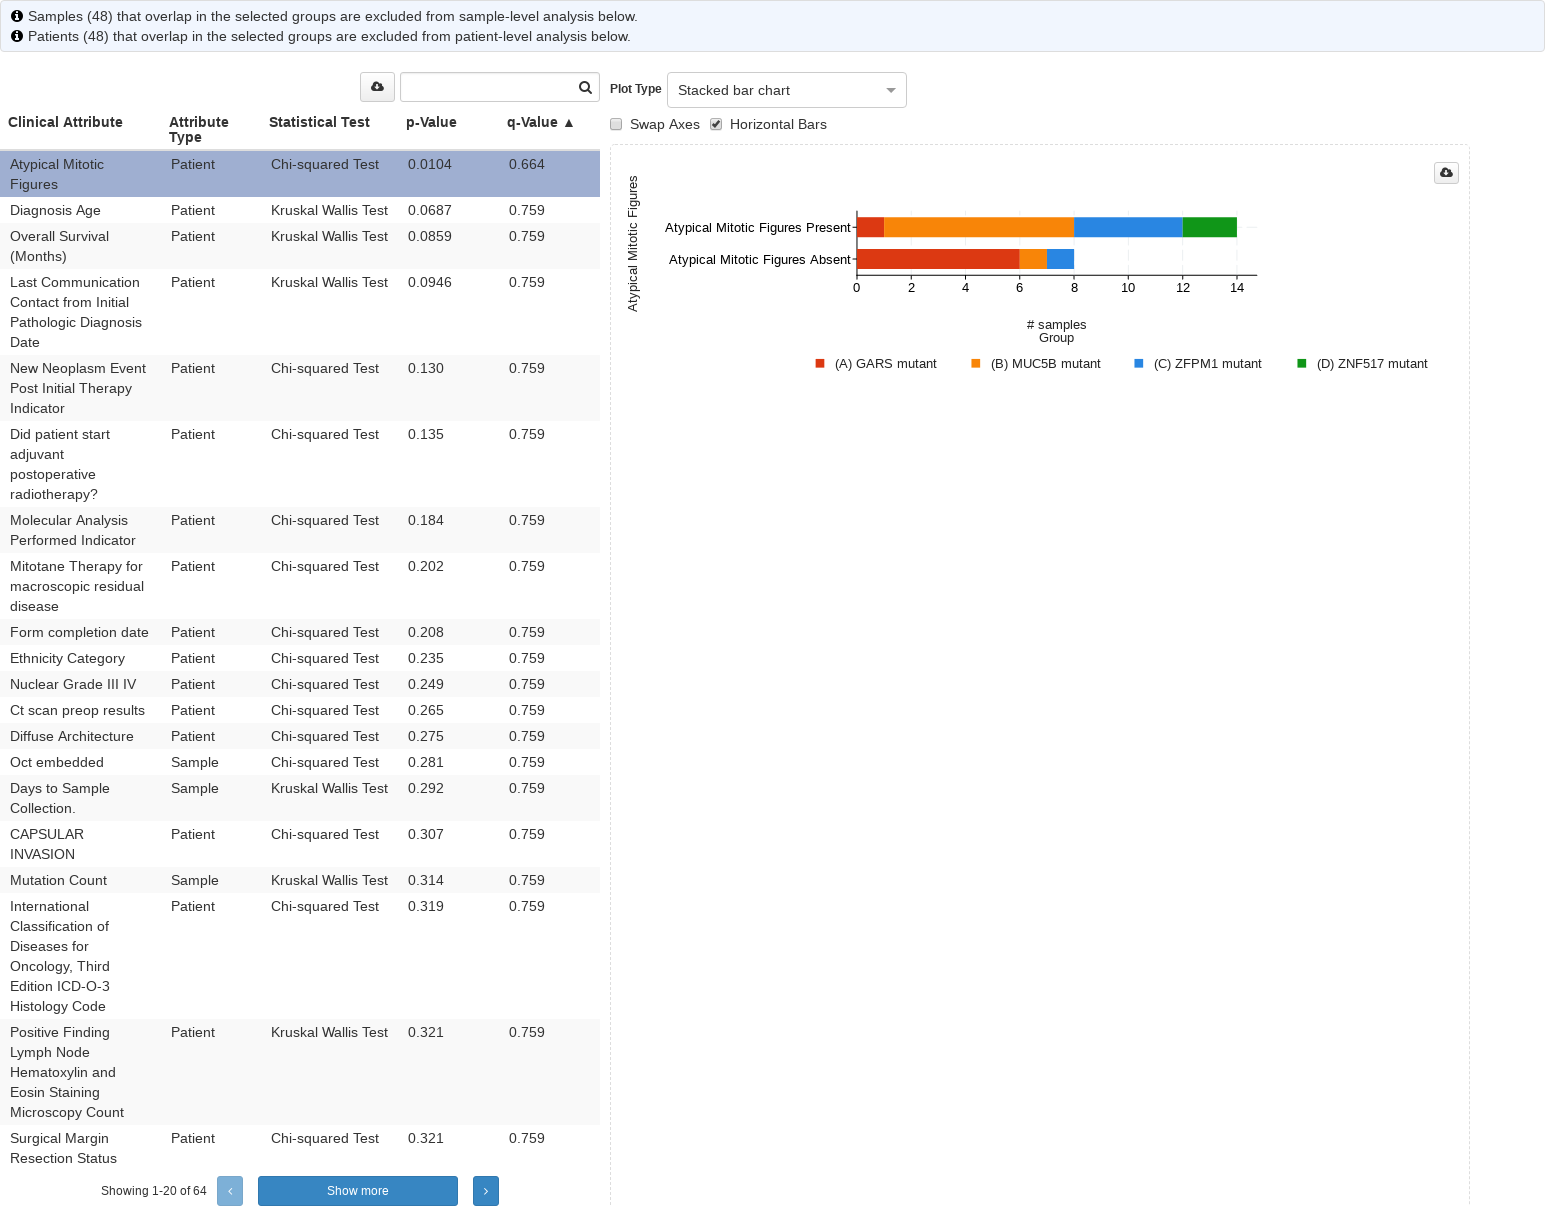 Samples (48) that overlap in the selected groups are excluded from sample-level analysis below.
Patients (48) that overlap in the selected groups are excluded from patient-level analysis below.
Clinical Attribute Attribute Type Statistical Test p-Value q-Value ▲
Atypical Mitotic Figures Patient Chi-squared Test 0.0104 0.664
Diagnosis Age Patient Kruskal Wallis Test 0.0687 0.759
Overall Survival (Months) Patient Kruskal Wallis Test 0.0859 0.759
Last Communication Contact from Initial Pathologic Diagnosis Date Patient Kruskal Wallis Test 0.0946 0.759
New Neoplasm Event Post Initial Therapy Indicator Patient Chi-squared Test 0.130 0.759
Did patient start adjuvant postoperative radiotherapy? Patient Chi-squared Test 0.135 0.759
Molecular Analysis Performed Indicator Patient Chi-squared Test 0.184 0.759
Mitotane Therapy for macroscopic residual disease Patient Chi-squared Test 0.202 0.759
Form completion date Patient Chi-squared Test 0.208 0.759
Ethnicity Category Patient Chi-squared Test 0.235 0.759
Nuclear Grade III IV Patient Chi-squared Test 0.249 0.759
Ct scan preop results Patient Chi-squared Test 0.265 0.759
Diffuse Architecture Patient Chi-squared Test 0.275 0.759
Oct embedded Sample Chi-squared Test 0.281 0.759
Days to Sample Collection. Sample Kruskal Wallis Test 0.292 0.759
CAPSULAR INVASION Patient Chi-squared Test 0.307 0.759
Mutation Count Sample Kruskal Wallis Test 0.314 0.759
International Classification of Diseases for Oncology, Third Edition ICD-O-3 Histology Code Patient Chi-squared Test 0.319 0.759
Positive Finding Lymph Node Hematoxylin and Eosin Staining Microscopy Count Patient Kruskal Wallis Test 0.321 0.759
Surgical Margin Resection Status Patient Chi-squared Test 0.321 0.759
Showing 1-20 of 64 Show more
Plot Type Stacked bar chart
Swap Axes Horizontal Bars
Atypical Mitotic Figures
Atypical Mitotic Figures Present
Atypical Mitotic Figures Absent
0 2 4 6 8 10 12 14
# samples
Group
(A) GARS mutant (B) MUC5B mutant (C) ZFPM1 mutant (D) ZNF517 mutant